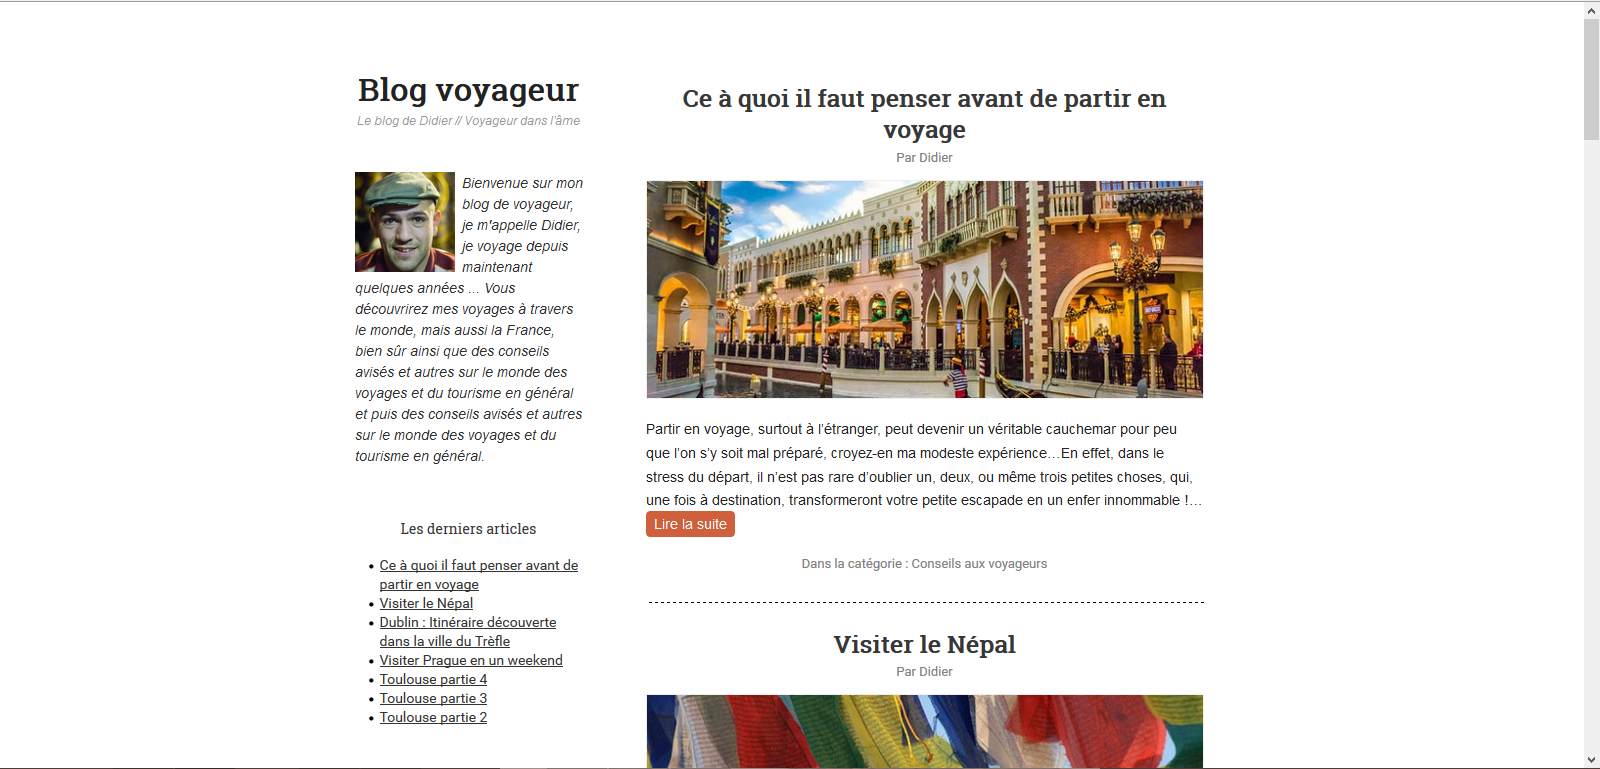 Blog voyageur
Le blog de Didier // Voyageur dans l'âme
Bienvenue sur mon
blog de voyageur,
je m'appelle Didier,
je voyage depuis
maintenant
quelques années ... Vous
découvrirez mes voyages à travers
le monde, mais aussi la France,
bien sûr ainsi que des conseils
avisés et autres sur le monde des
voyages et du tourisme en général
et puis des conseils avisés et autres
sur le monde des voyages et du
tourisme en général.
Les derniers articles
Ce à quoi il faut penser avant de
partir en voyage
Visiter le Népal
Dublin : Itinéraire découverte
dans la ville du Trèfle
Visiter Prague en un weekend
Toulouse partie 4
Toulouse partie 3
Toulouse partie 2
Ce à quoi il faut penser avant de partir en
voyage
Par Didier
Partir en voyage, surtout à l’étranger, peut devenir un véritable cauchemar pour peu
que l’on s’y soit mal préparé, croyez-en ma modeste expérience…En effet, dans le
stress du départ, il n’est pas rare d’oublier un, deux, ou même trois petites choses, qui,
une fois à destination, transformeront votre petite escapade en un enfer innommable !…
Lire la suite
Dans la catégorie : Conseils aux voyageurs
Visiter le Népal
Par Didier